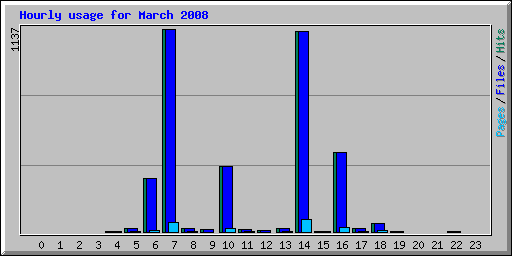 Hourly usage for March 2008
1137
Pages/Files/Hits
0 1 2 3 4 5 6 7 8 9 10 11 12 13 14 15 16 17 18 19 20 21 22 23